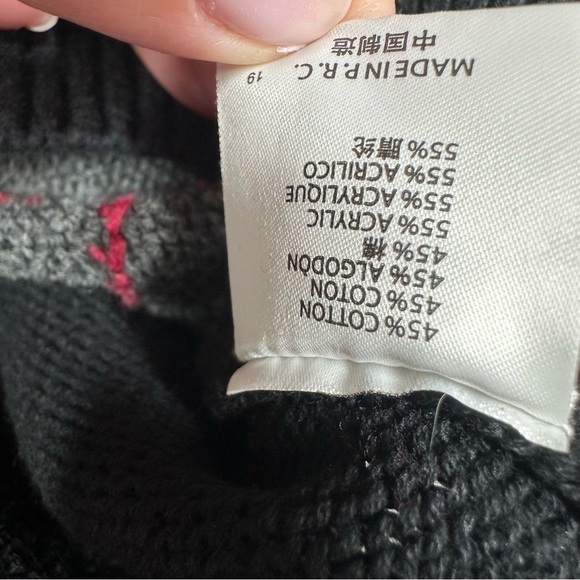 45% COTTON
45% COTON
45% ALGODÓN
45% 棉
55% ACRYLIC
55% ACRYLIQUE
55% ACRILICO
55% 腈纶
MADE IN P. R. C.
中国制造
19